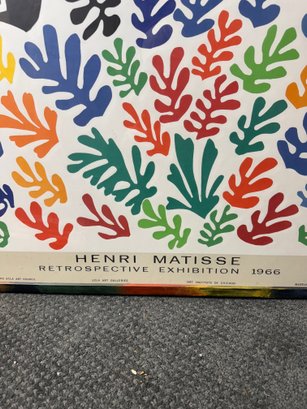 HENRI MATISSE
RETROSPECTIVE EXHIBITION 1966
UCLA ART GALLERIES ART INSTITUTE OF CHICAGO